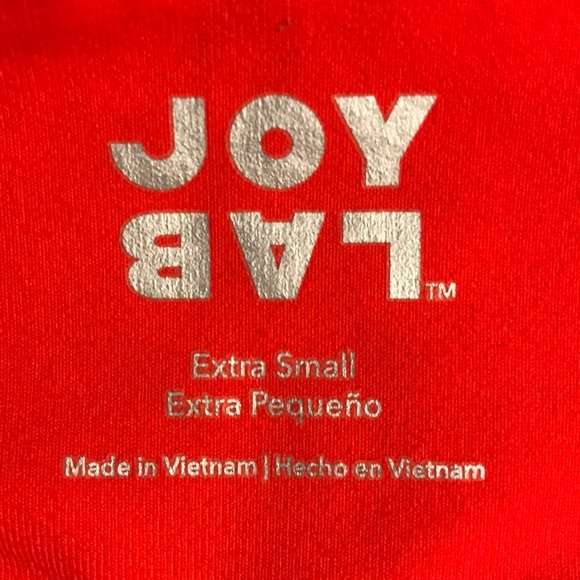 JOY
LAB™
Extra Small
Extra Pequeño
Made in Vietnam | Hecho en Vietnam